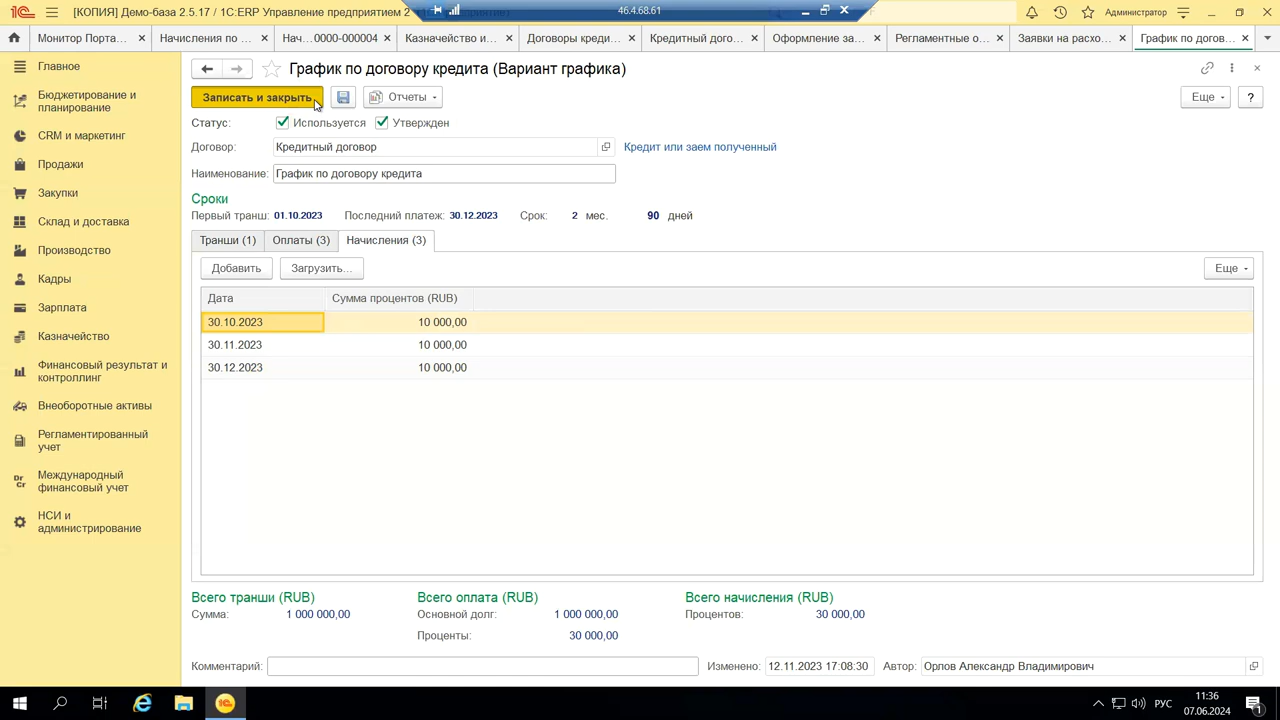 [КОПИЯ] Демо-база 2.5.17 / 1С:ERP Управление предприятием 2
46.4.68.61
Администратор
Монитор Порта...
Начисления по ...
Нач...0000-000004
Казначейство и...
Договоры креди...
Кредитный дого...
Оформление за...
Регламентные о...
Заявки на расхо...
График по догов...
Главное
Бюджетирование и
планирование
CRM и маркетинг
Продажи
Закупки
Склад и доставка
Производство
Кадры
Зарплата
Казначейство
Финансовый результат и
контроллинг
Внеоборотные активы
Регламентированный
учет
Международный
финансовый учет
НСИ и
администрирование
График по договору кредита (Вариант графика)
Записать и закрыть
Отчеты
Еще
?
Статус: Используется Утвержден
Договор: Кредитный договор Кредит или заем полученный
Наименование: График по договору кредита
Сроки
Первый транш: 01.10.2023 Последний платеж: 30.12.2023 Срок: 2 мес. 90 дней
Транши (1) Оплаты (3) Начисления (3)
Добавить Загрузить... Еще
Дата Сумма процентов (RUB)
30.10.2023 10 000,00
30.11.2023 10 000,00
30.12.2023 10 000,00
Всего транши (RUB) Всего оплата (RUB) Всего начисления (RUB)
Сумма: 1 000 000,00 Основной долг: 1 000 000,00 Процентов: 30 000,00
Проценты: 30 000,00
Комментарий: Изменено: 12.11.2023 17:08:30 Автор: Орлов Александр Владимирович
РУС
11:36
07.06.2024
1